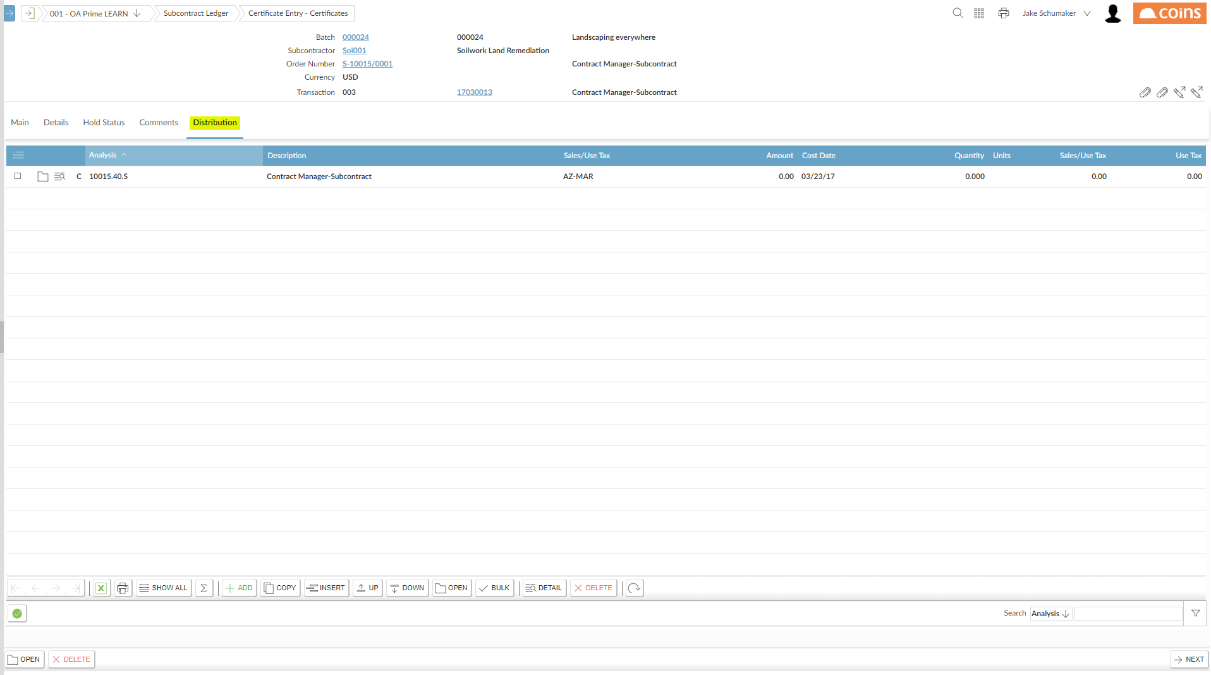 001 - OA Prime LEARN Subcontract Ledger Certificate Entry - Certificates Jake Schumaker coins
Batch 000024 000024 Landscaping everywhere
Subcontractor Soi001 Soilwork Land Remediation
Order Number S-10015/0001 Contract Manager-Subcontract
Currency USD
Transaction 003 17030013 Contract Manager-Subcontract
Main Details Hold Status Comments Distribution
Analysis Description Sales/Use Tax Amount Cost Date Quantity Units Sales/Use Tax Use Tax
C 10015.40.S Contract Manager-Subcontract AZ-MAR 0.00 03/23/17 0.000 0.00 0.00
X SHOW ALL Σ ADD COPY INSERT UP DOWN OPEN BULK DETAIL DELETE
Search Analysis
OPEN DELETE NEXT